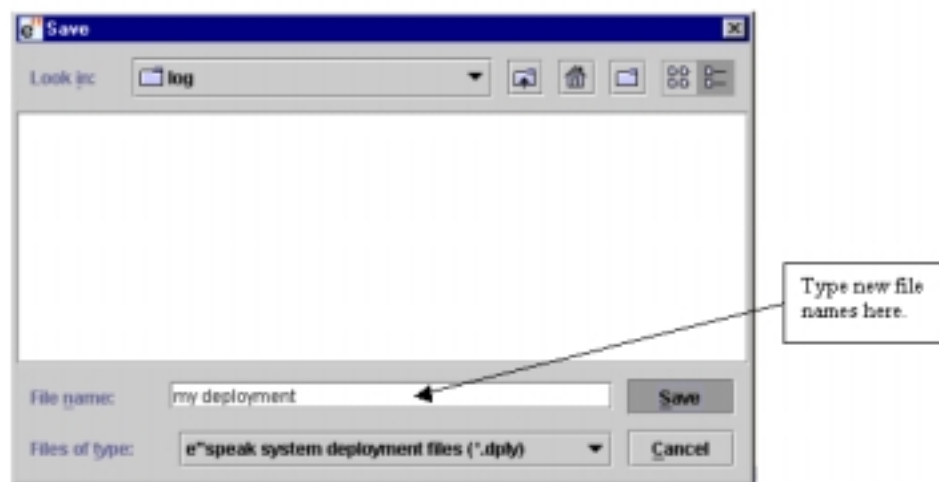 e" Save
Look in:
log
Type new file
names here.
File name:
my deployment
Save
Files of type:
e"speak system deployment files (*.dply)
Cancel